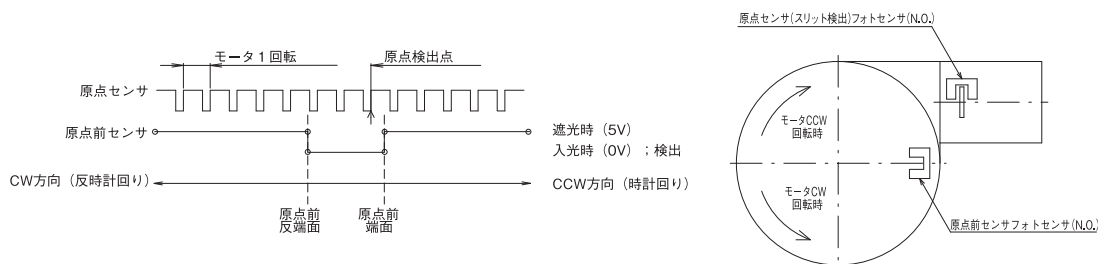 モータ1回転
原点検出点
原点センサ
原点前センサ
遮光時（5V）
入光時（0V）；検出
CW方向（反時計回り）
CCW方向（時計回り）
原点前
反端面
原点前
端面
原点センサ(スリット検出)フォトセンサ(N.O.)
モータCCW
回転時
モータCW
回転時
原点前センサフォトセンサ(N.O.)